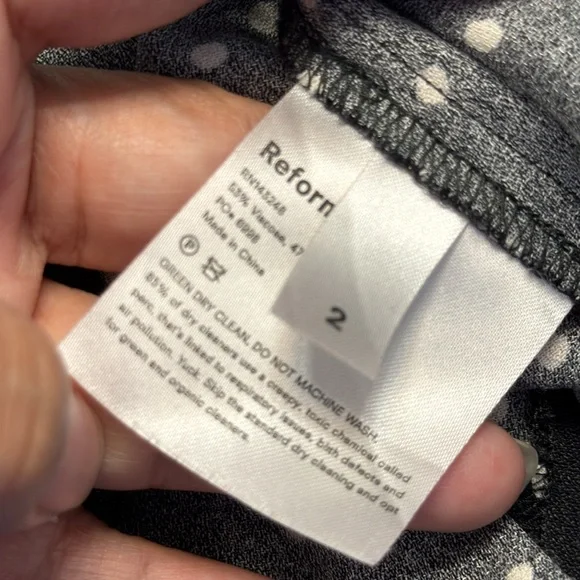 Reforn
RN143248
53% Viscose, 47
PO# 6998
Made in China
P
2
GREEN DRY CLEAN, DO NOT MACHINE WASH.
85% of dry cleaners use a creepy, toxic chemical called
perc, that's linked to respiratory issues, birth defects and
air pollution. Yuck. Skip the standard dry cleaning and opt
for green and organic cleaners.